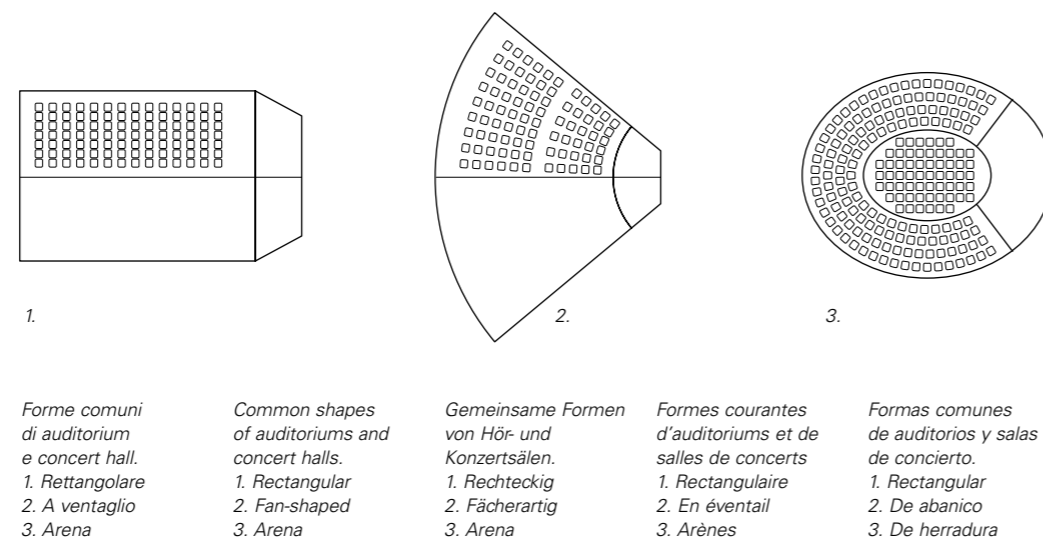 1.
2.
3.
Forme comuni
di auditorium
e concert hall.
1. Rettangolare
2. A ventaglio
3. Arena
Common shapes
of auditoriums and
concert halls.
1. Rectangular
2. Fan-shaped
3. Arena
Gemeinsame Formen
von Hör- und
Konzertsälen.
1. Rechteckig
2. Fächerartig
3. Arena
Formes courantes
d’auditoriums et de
salles de concerts
1. Rectangulaire
2. En éventail
3. Arènes
Formas comunes
de auditorios y salas
de concierto.
1. Rectangular
2. De abanico
3. De herradura